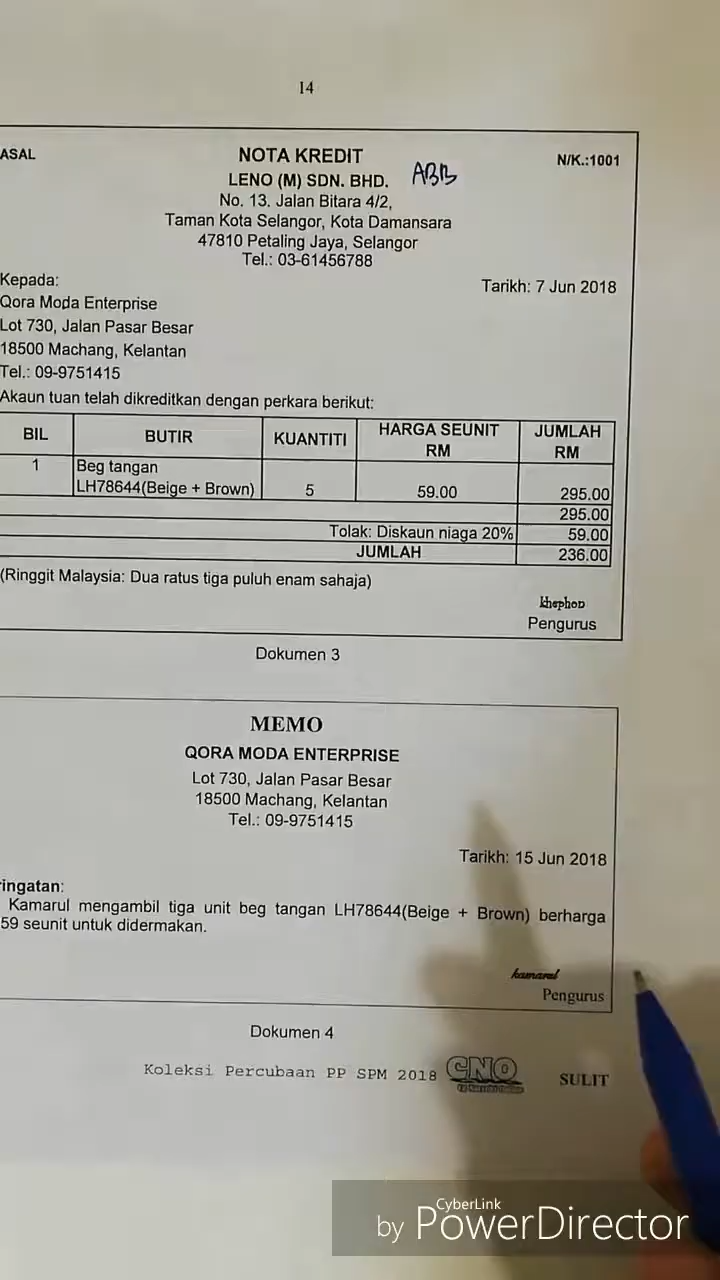 14
ASAL
NOTA KREDIT
N/K.:1001
LENO (M) SDN. BHD.
ABB
No. 13. Jalan Bitara 4/2,
Taman Kota Selangor, Kota Damansara
47810 Petaling Jaya, Selangor
Tel.: 03-61456788
Kepada:
Tarikh: 7 Jun 2018
Qora Moda Enterprise
Lot 730, Jalan Pasar Besar
18500 Machang, Kelantan
Tel.: 09-9751415
Akaun tuan telah dikreditkan dengan perkara berikut:
BIL BUTIR KUANTITI HARGA SEUNIT RM JUMLAH RM
1 Beg tangan
LH78644(Beige + Brown) 5 59.00 295.00
295.00
Tolak: Diskaun niaga 20% 59.00
JUMLAH 236.00
(Ringgit Malaysia: Dua ratus tiga puluh enam sahaja)
khephon
Pengurus
Dokumen 3
MEMO
QORA MODA ENTERPRISE
Lot 730, Jalan Pasar Besar
18500 Machang, Kelantan
Tel.: 09-9751415
Tarikh: 15 Jun 2018
ringatan:
Kamarul mengambil tiga unit beg tangan LH78644(Beige + Brown) berharga
59 seunit untuk didermakan.
kamarul
Pengurus
Dokumen 4
Koleksi Percubaan PP SPM 2018 CNO SULIT
CyberLink
by PowerDirector